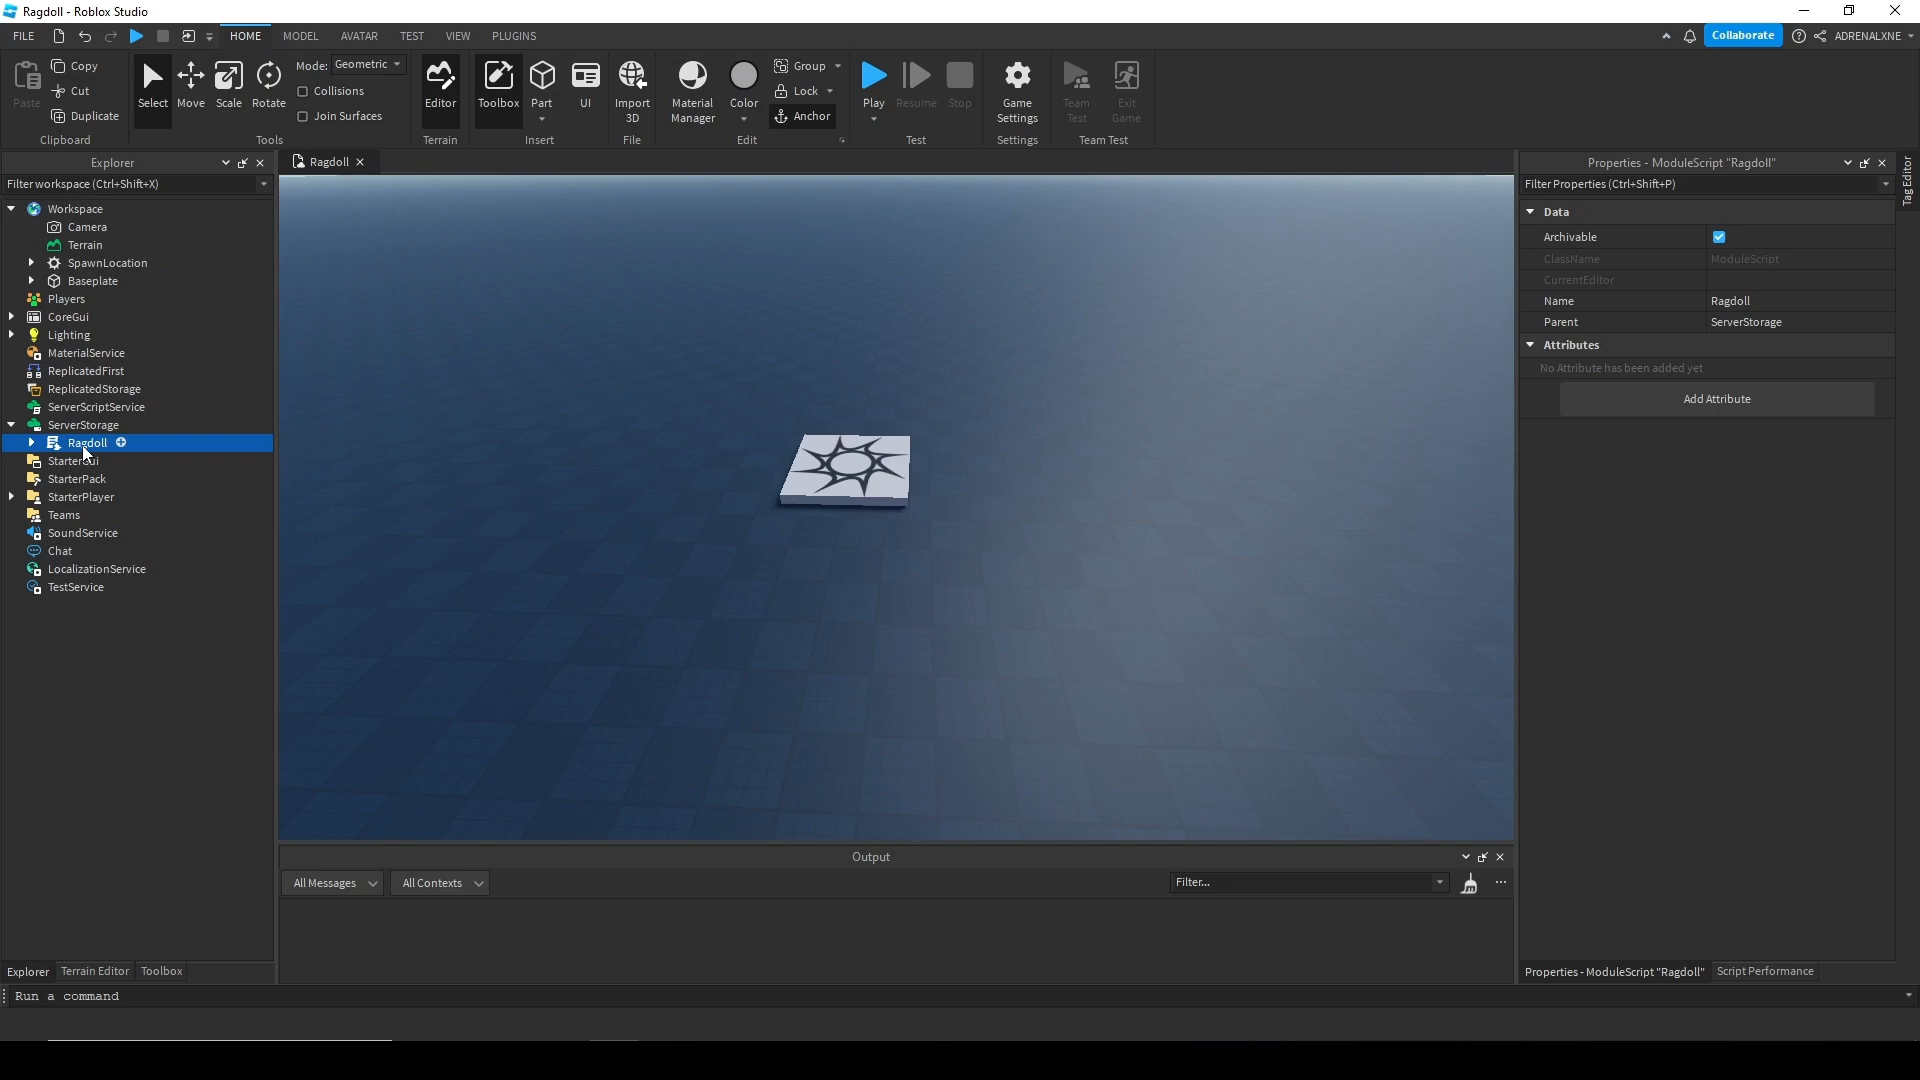 Ragdoll - Roblox Studio
FILE HOME MODEL AVATAR TEST VIEW PLUGINS Collaborate ADRENALXNE
Paste
Copy
Cut
Duplicate
Clipboard
Select Move Scale Rotate
Mode: Geometric
Collisions
Join Surfaces
Tools
Editor
Terrain
Toolbox Part UI
Insert
Import
3D
File
Material
Manager
Color
Group
Lock
Anchor
Edit
Play Resume Stop
Test
Game
Settings
Settings
Team
Test
Exit
Game
Team Test
Explorer
Filter workspace (Ctrl+Shift+X)
Workspace
Camera
Terrain
SpawnLocation
Baseplate
Players
CoreGui
Lighting
MaterialService
ReplicatedFirst
ReplicatedStorage
ServerScriptService
ServerStorage
Ragdoll
StarterGui
StarterPack
StarterPlayer
Teams
SoundService
Chat
LocalizationService
TestService
Explorer Terrain Editor Toolbox
Ragdoll
Output
All Messages All Contexts Filter...
Properties - ModuleScript "Ragdoll"
Filter Properties (Ctrl+Shift+P)
Data
Archivable
ClassName ModuleScript
CurrentEditor
Name Ragdoll
Parent ServerStorage
Attributes
No Attribute has been added yet
Add Attribute
Properties - ModuleScript "Ragdoll" Script Performance
Tag Editor
Run a command